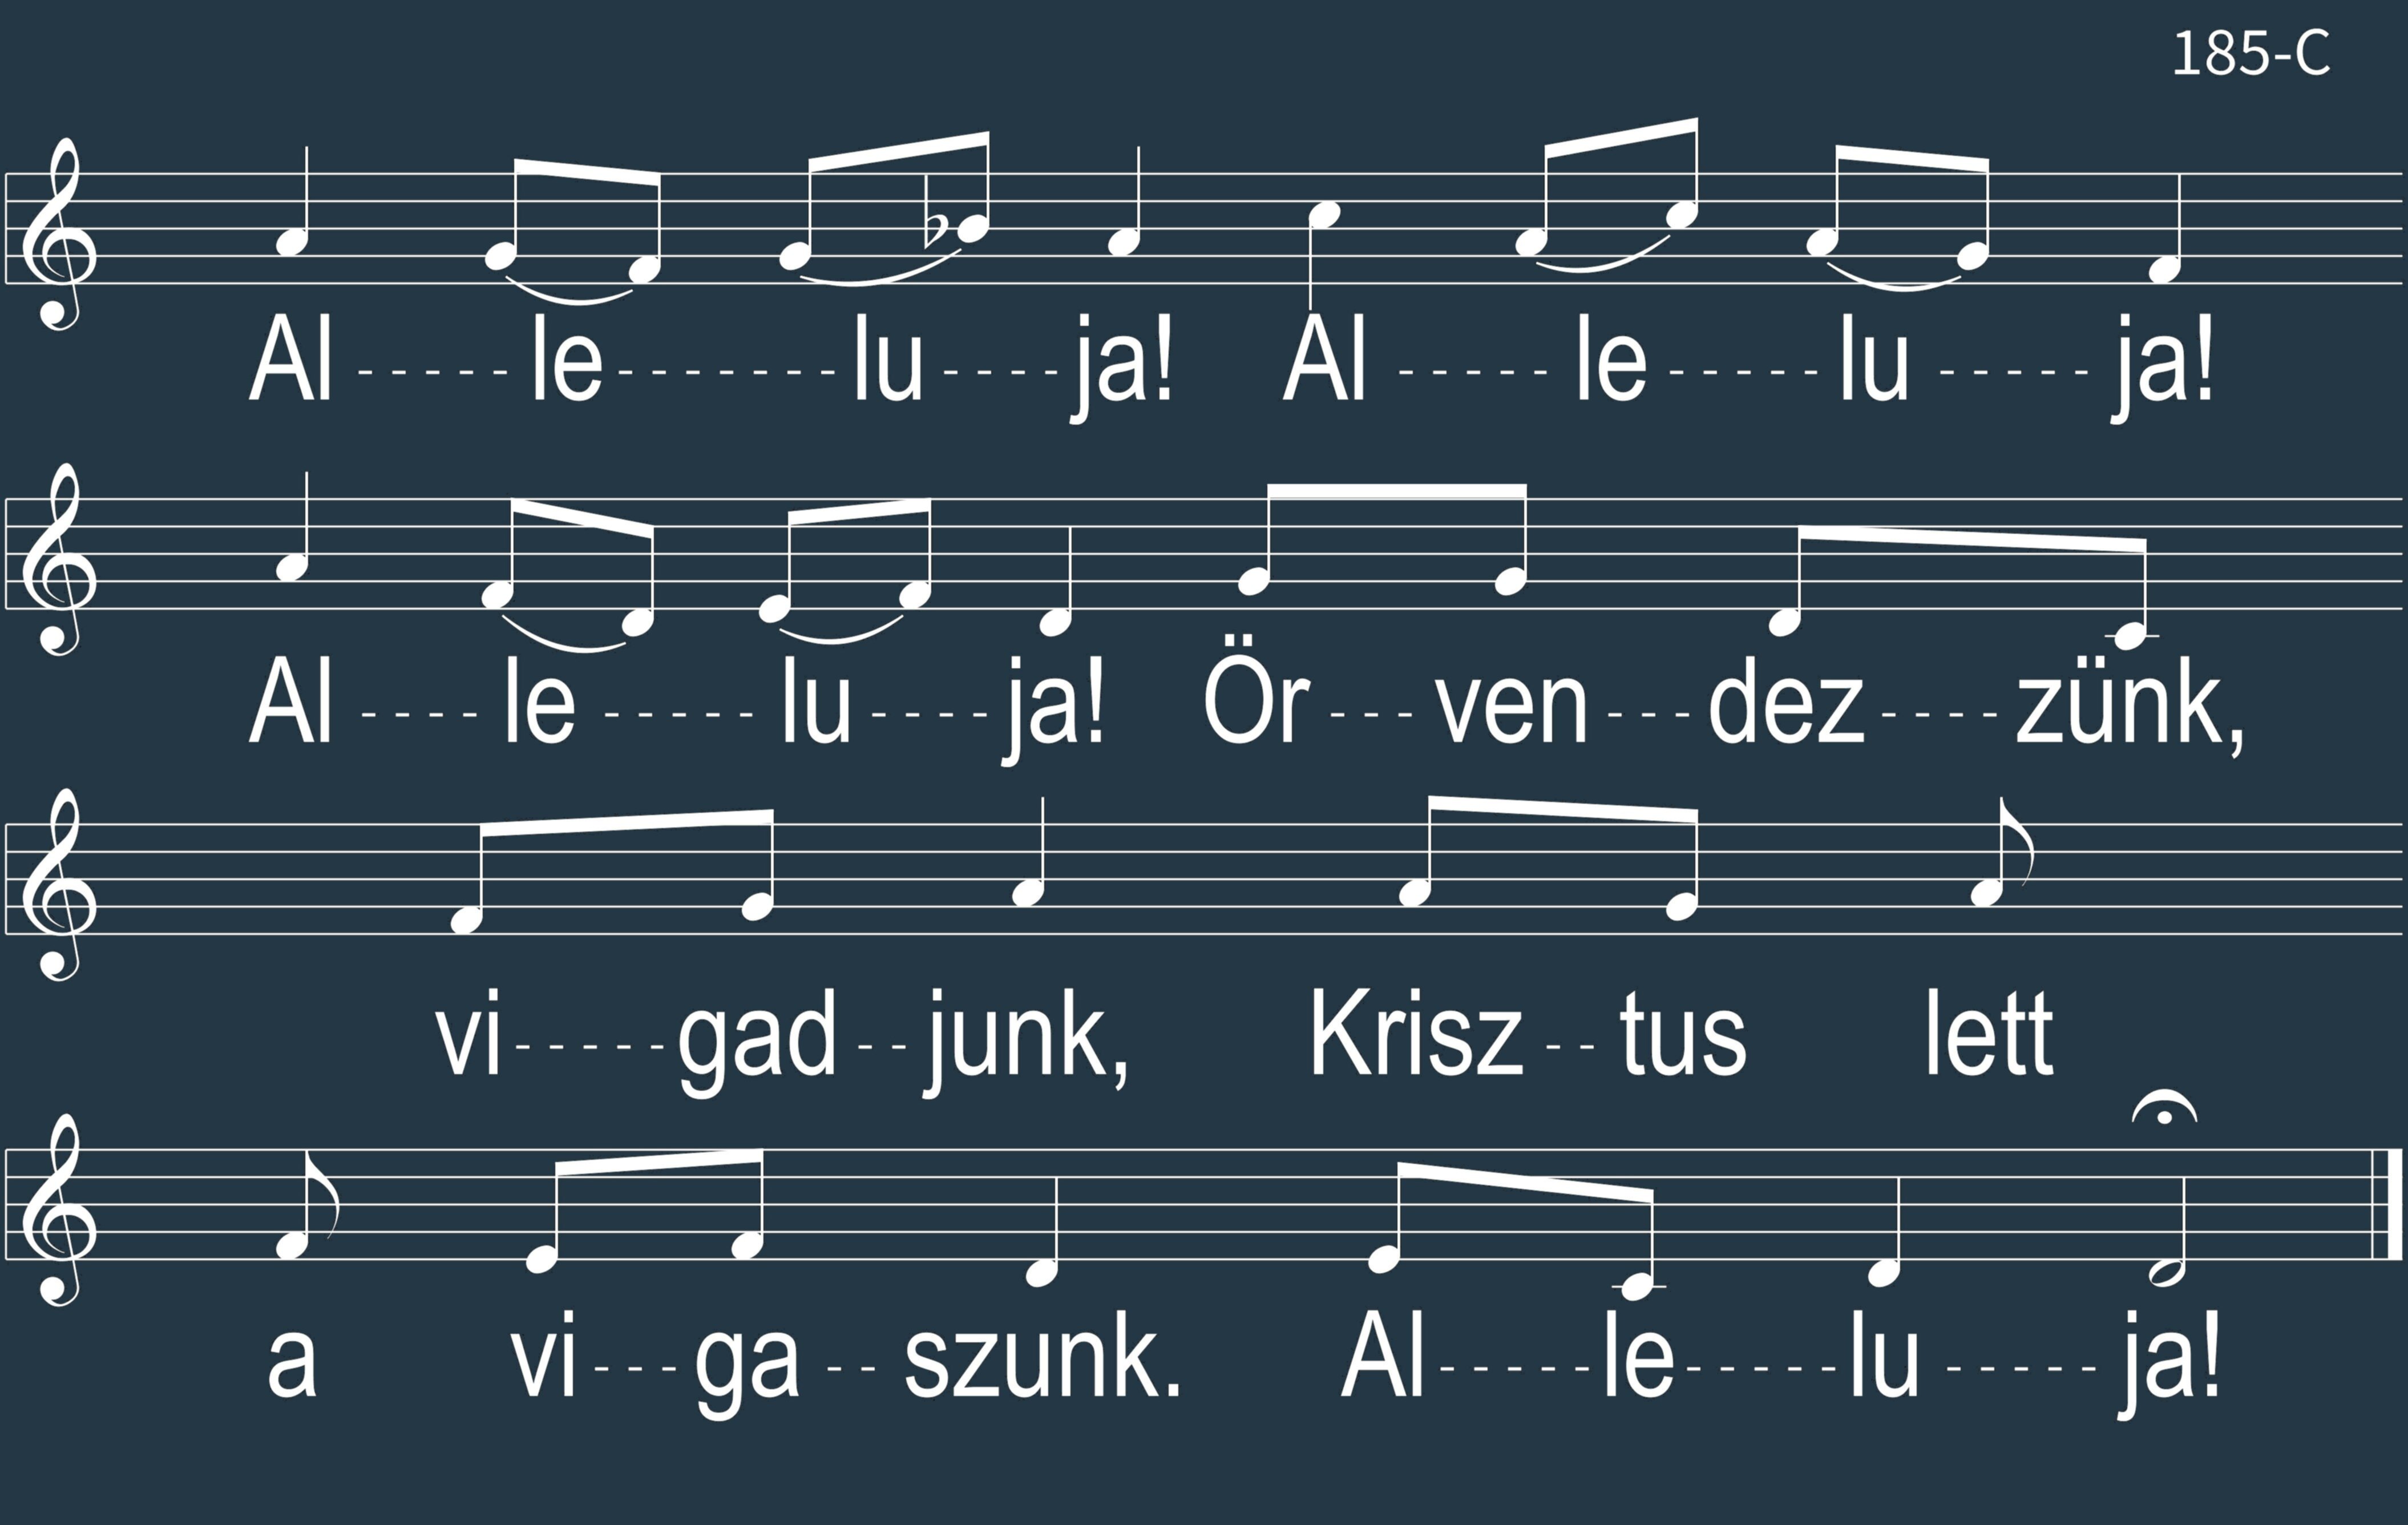 185-C
Al-----le-------lu----ja! Al-----le-----lu-----ja!
Al----le-----lu----ja! Ör---ven---dez----zünk,
vi-----gad--junk, Krisz--tus lett
a vi---ga--szunk. Al-----le-----lu-----ja!